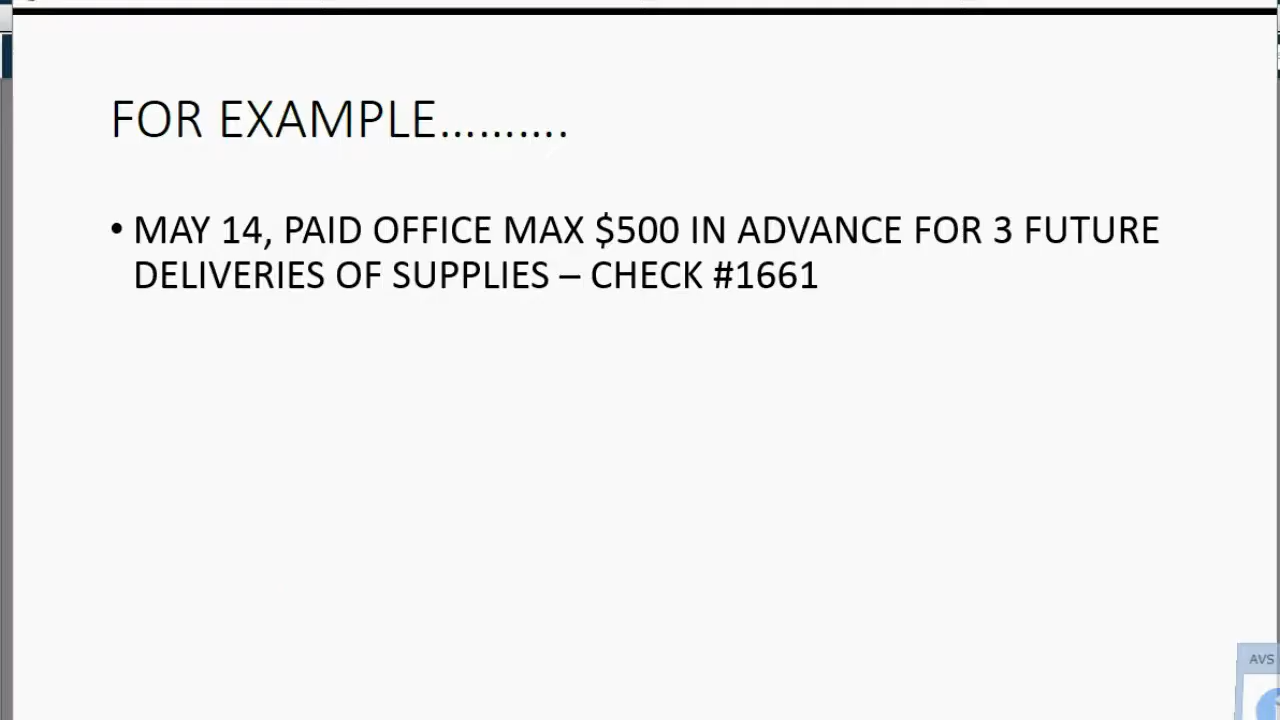 FOR EXAMPLE……….
• MAY 14, PAID OFFICE MAX $500 IN ADVANCE FOR 3 FUTURE
DELIVERIES OF SUPPLIES – CHECK #1661
AVS